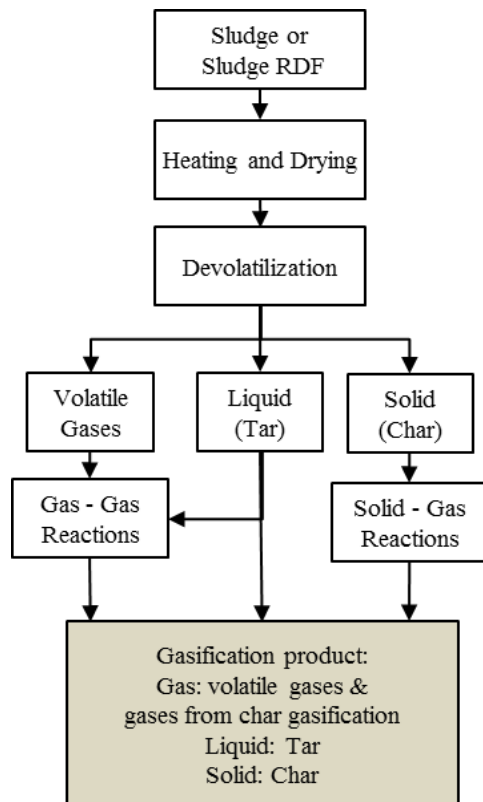 Sludge or
Sludge RDF
Heating and Drying
Devolatilization
Volatile
Gases
Liquid
(Tar)
Solid
(Char)
Gas - Gas
Reactions
Solid - Gas
Reactions
Gasification product:
Gas: volatile gases &
gases from char gasification
Liquid: Tar
Solid: Char